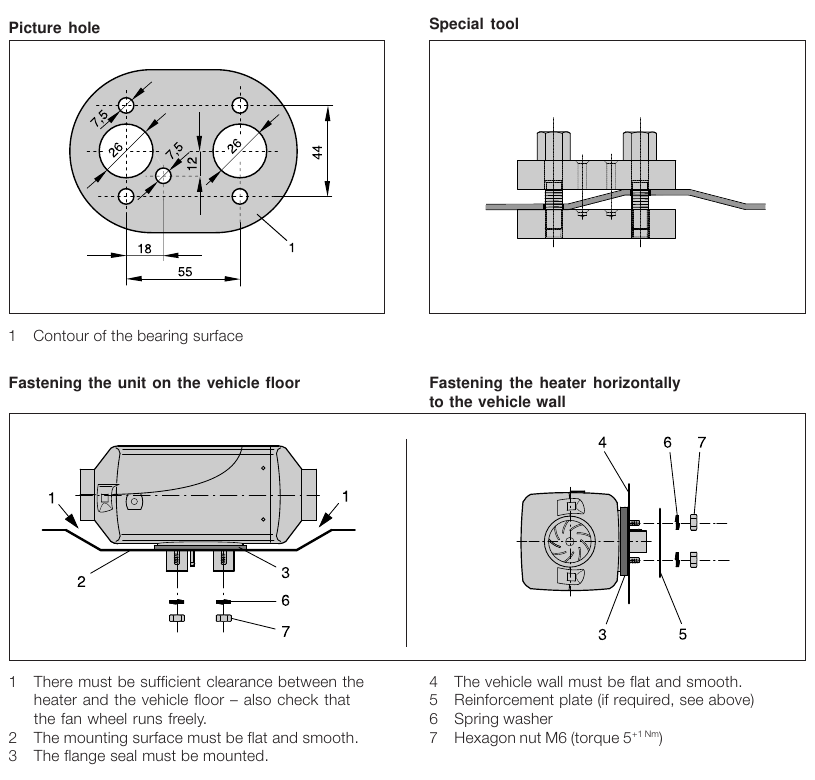 Picture hole
Special tool
7,5
26
7,5
12
26
44
18
55
1
1 Contour of the bearing surface
Fastening the unit on the vehicle floor
Fastening the heater horizontally
to the vehicle wall
1
1
2
3
6
7
4
6
7
3
5
1 There must be sufficient clearance between the
heater and the vehicle floor – also check that
the fan wheel runs freely.
2 The mounting surface must be flat and smooth.
3 The flange seal must be mounted.
4 The vehicle wall must be flat and smooth.
5 Reinforcement plate (if required, see above)
6 Spring washer
7 Hexagon nut M6 (torque 5+1 Nm)